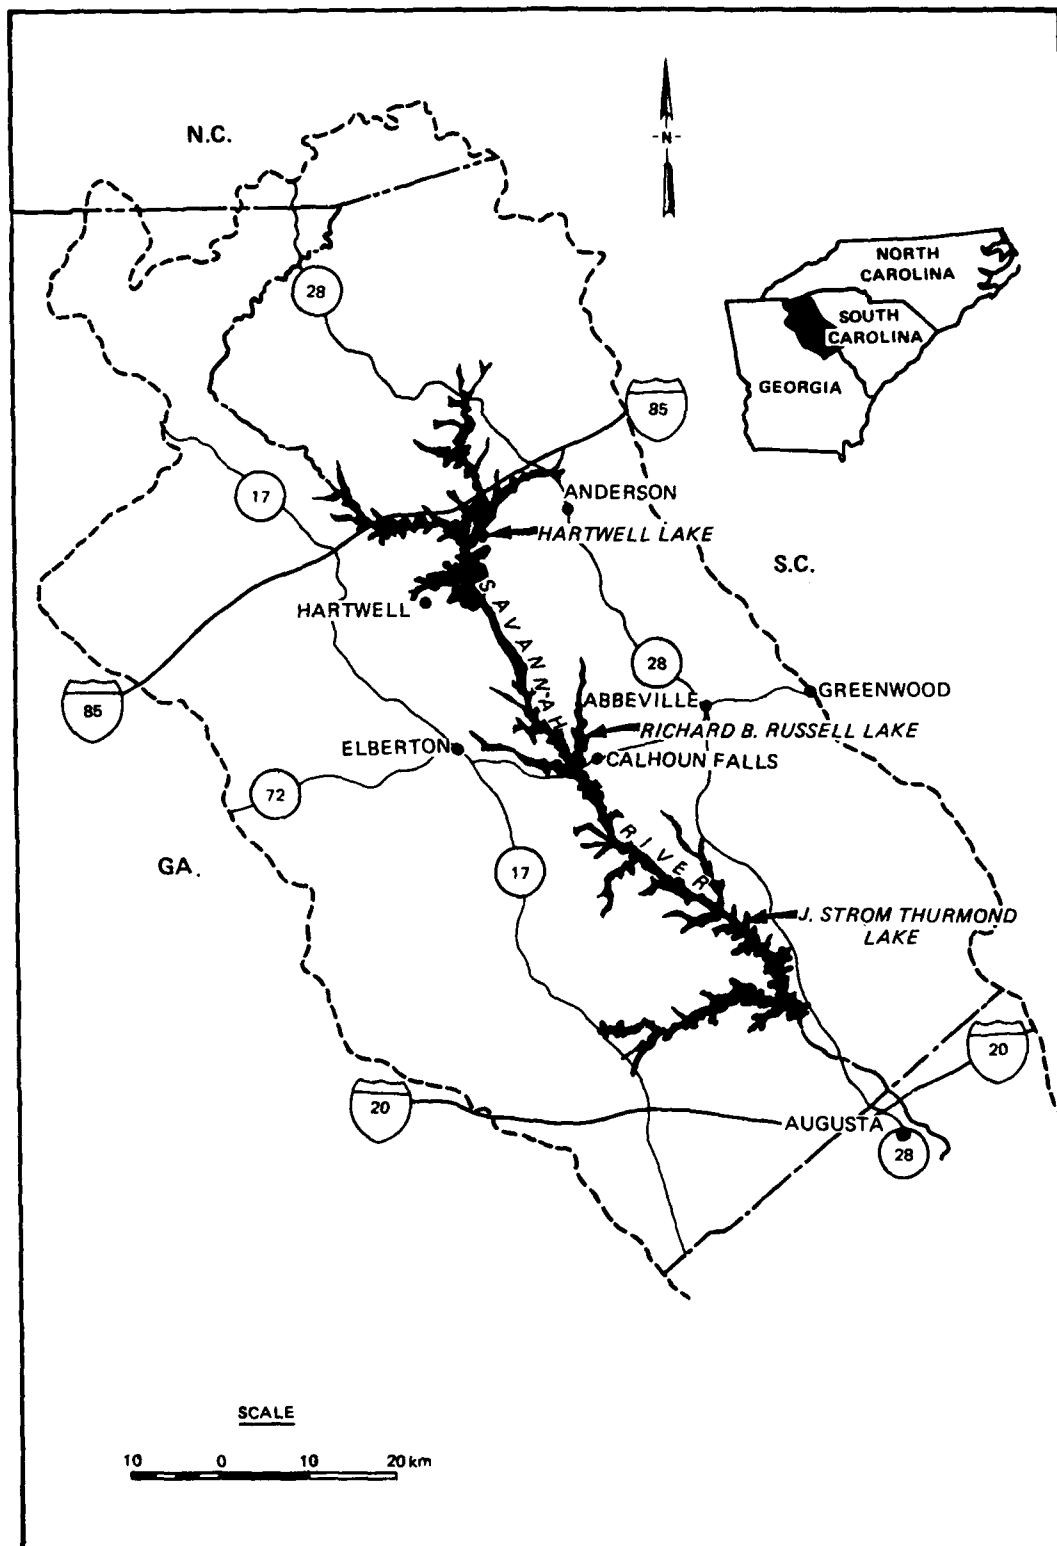 N.C.
-N-
28
NORTH
CAROLINA
SOUTH
CAROLINA
GEORGIA
85
17
ANDERSON
HARTWELL LAKE
S.C.
HARTWELL
SAVANNAH
28
85
ABBEVILLE
GREENWOOD
RICHARD B. RUSSELL LAKE
ELBERTON
CALHOUN FALLS
72
RIVER
GA.
17
J. STROM THURMOND
LAKE
20
20
AUGUSTA
28
SCALE
10 0 10 20 km